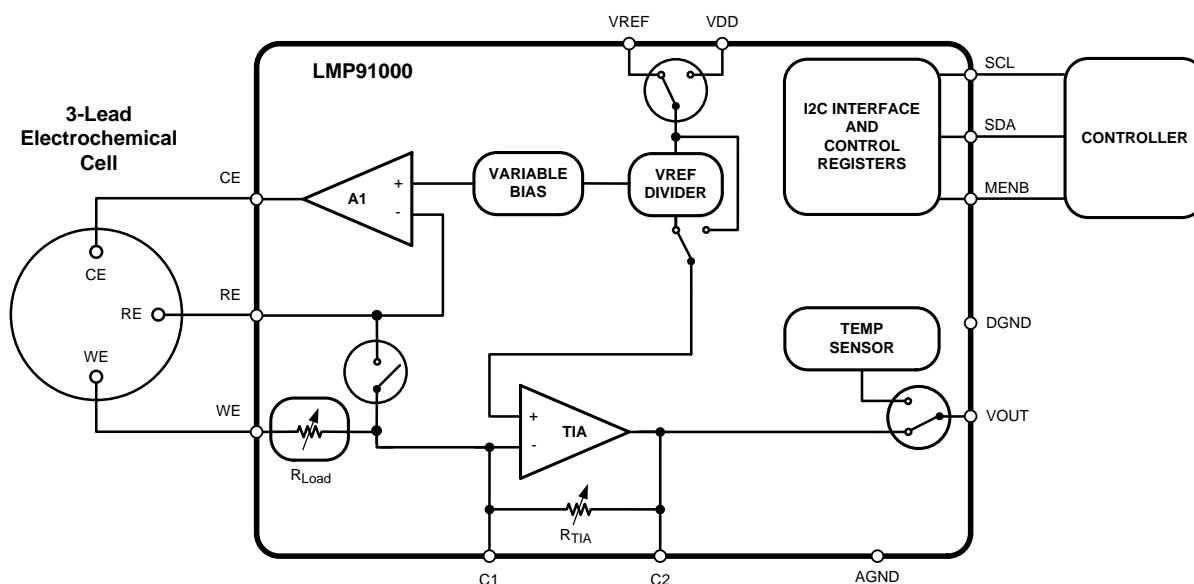 VREF
VDD
LMP91000
3-Lead
Electrochemical
Cell
I2C INTERFACE
AND
CONTROL
REGISTERS
SCL
SDA
MENB
CONTROLLER
CE
A1
+
-
VARIABLE
BIAS
VREF
DIVIDER
CE
RE
RE
WE
WE
RLoad
TEMP
SENSOR
DGND
VOUT
+
-
TIA
RTIA
C1
C2
AGND